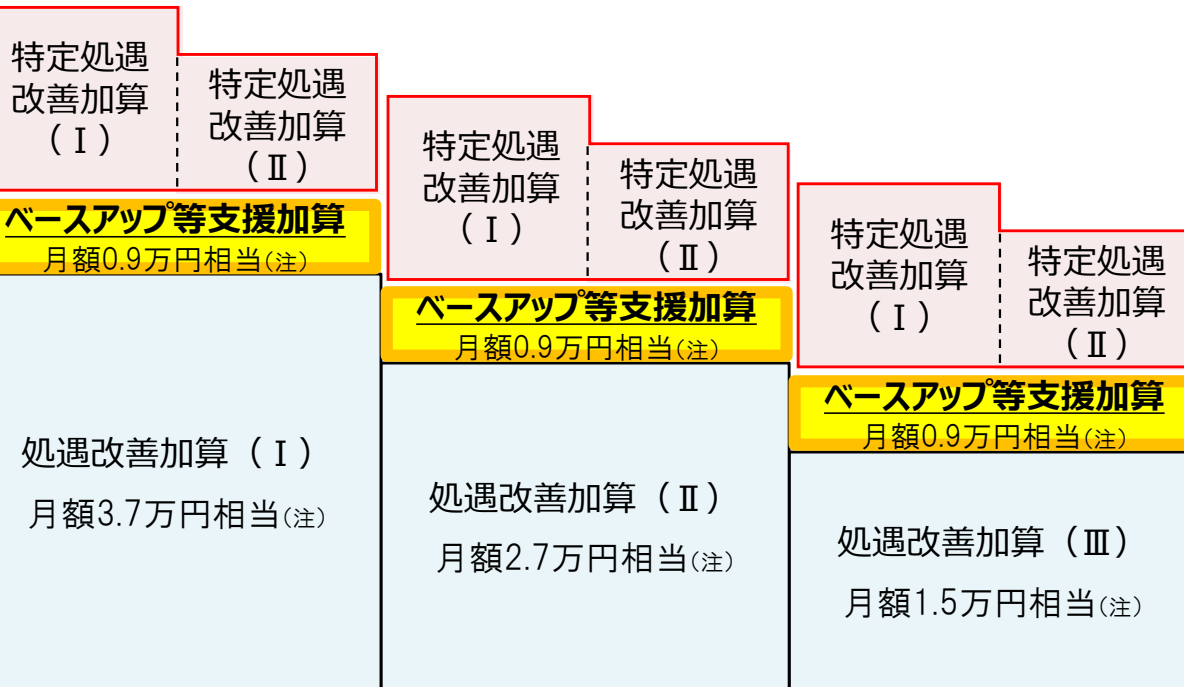 特定処遇
改善加算
(Ⅰ)
特定処遇
改善加算
(Ⅱ)
ベースアップ等支援加算
月額0.9万円相当(注)
処遇改善加算(Ⅰ)
月額3.7万円相当(注)
特定処遇
改善加算
(Ⅰ)
特定処遇
改善加算
(Ⅱ)
ベースアップ等支援加算
月額0.9万円相当(注)
処遇改善加算(Ⅱ)
月額2.7万円相当(注)
特定処遇
改善加算
(Ⅰ)
特定処遇
改善加算
(Ⅱ)
ベースアップ等支援加算
月額0.9万円相当(注)
処遇改善加算(Ⅲ)
月額1.5万円相当(注)